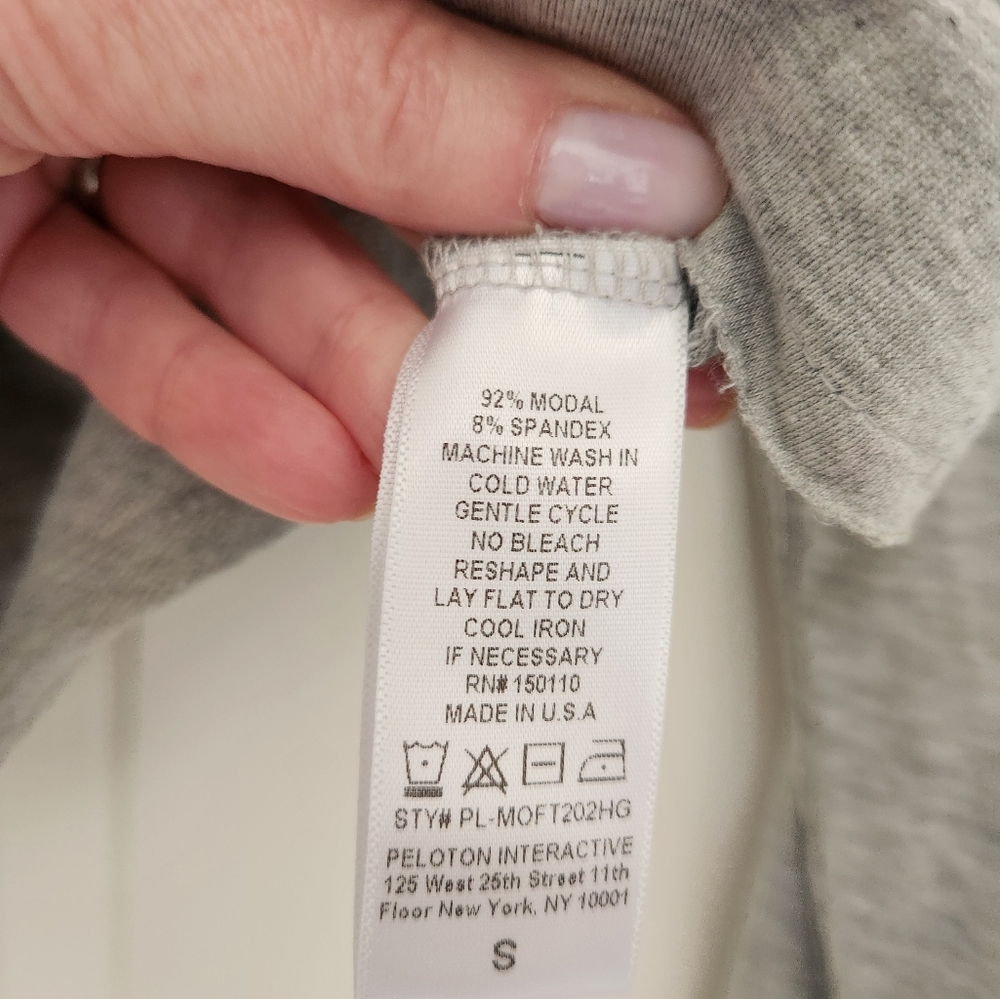 92% MODAL
8% SPANDEX
MACHINE WASH IN
COLD WATER
GENTLE CYCLE
NO BLEACH
RESHAPE AND
LAY FLAT TO DRY
COOL IRON
IF NECESSARY
RN# 150110
MADE IN U.S.A
STY# PL-MOFT202HG
PELOTON INTERACTIVE
125 West 25th Street 11th
Floor New York, NY 10001
S